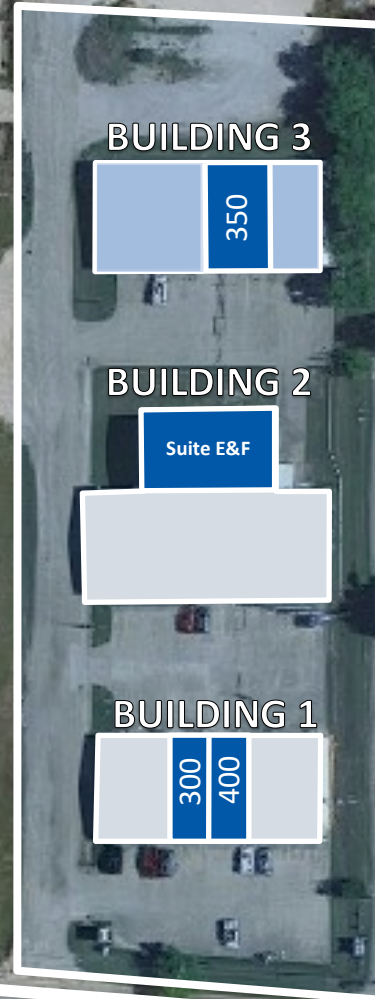 BUILDING 3
350
BUILDING 2
Suite E&F
BUILDING 1
300
400